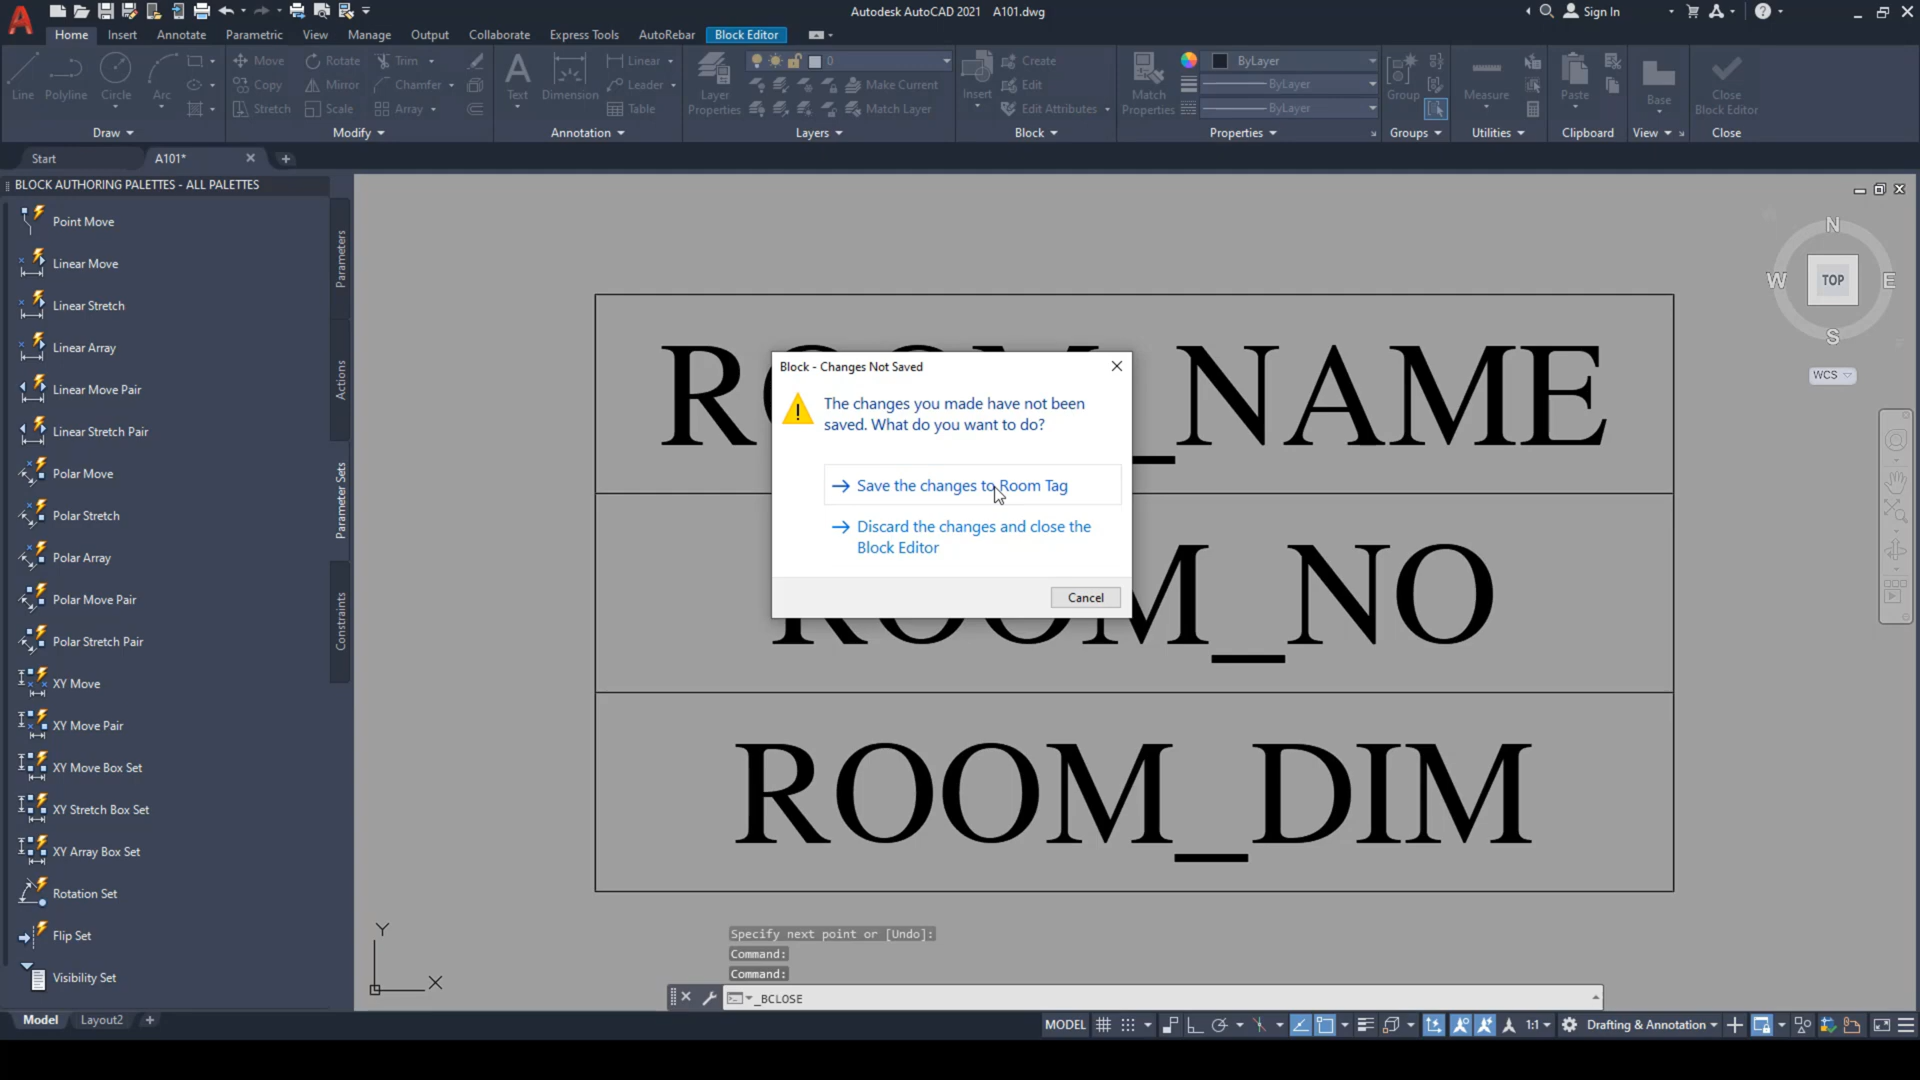 Autodesk AutoCAD 2021 A101.dwg
Sign In
Home Insert Annotate Parametric View Manage Output Collaborate Express Tools AutoRebar Block Editor
Line Polyline Circle Arc
Move Rotate Trim
Copy Mirror Chamfer
Stretch Scale Array
Text Dimension
Linear
Leader
Table
Layer
Properties
0
Make Current
Match Layer
Insert
Create
Edit
Edit Attributes
Match
Properties
ByLayer
ByLayer
ByLayer
Group
Measure
Paste
Base
Close
Block Editor
Draw Modify Annotation Layers Block Properties Groups Utilities Clipboard View Close
Start A101*
BLOCK AUTHORING PALETTES - ALL PALETTES
Point Move
Linear Move
Linear Stretch
Linear Array
Linear Move Pair
Linear Stretch Pair
Polar Move
Polar Stretch
Polar Array
Polar Move Pair
Polar Stretch Pair
XY Move
XY Move Pair
XY Move Box Set
XY Stretch Box Set
XY Array Box Set
Rotation Set
Flip Set
Visibility Set
Parameters
Actions
Parameter Sets
Constraints
N
W TOP E
S
WCS
Block - Changes Not Saved
The changes you made have not been
saved. What do you want to do?
Save the changes to Room Tag
Discard the changes and close the
Block Editor
Cancel
ROOM_NAME
ROOM_NO
ROOM_DIM
Y
X
Specify next point or [Undo]:
Command:
Command:
_BCLOSE
Model Layout2
MODEL 1:1 Drafting & Annotation